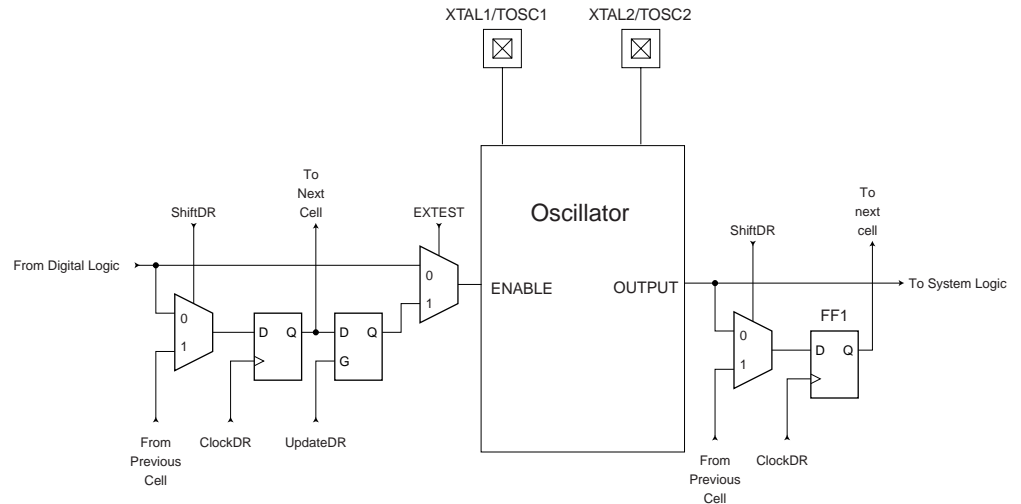 XTAL1/TOSC1
XTAL2/TOSC2
To
Next
Cell
ShiftDR
EXTEST
Oscillator
To
next
cell
ShiftDR
From Digital Logic
0
1
ENABLE
OUTPUT
To System Logic
0
1
D Q
D Q
G
FF1
0
1
D Q
From
Previous
Cell
ClockDR
UpdateDR
From
Previous
Cell
ClockDR